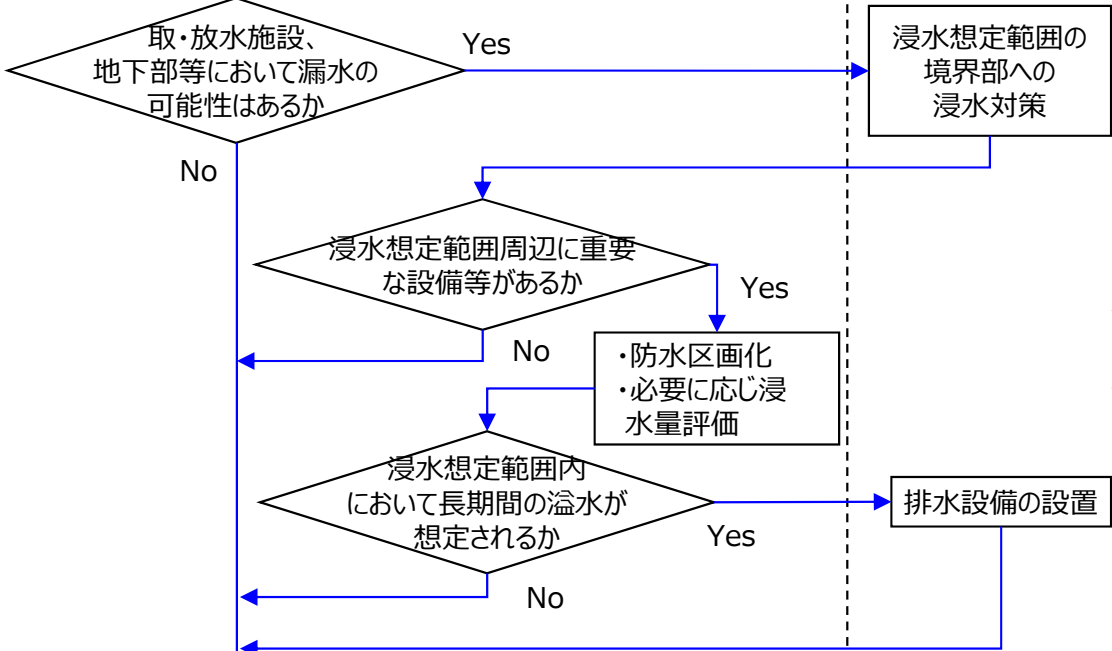 取・放水施設、
地下部等において漏水の
可能性はあるか
Yes
浸水想定範囲の
境界部への
浸水対策
No
浸水想定範囲周辺に重要
な設備等があるか
Yes
No
・防水区画化
・必要に応じ浸
水量評価
浸水想定範囲内
において長期間の溢水が
想定されるか
Yes
排水設備の設置
No